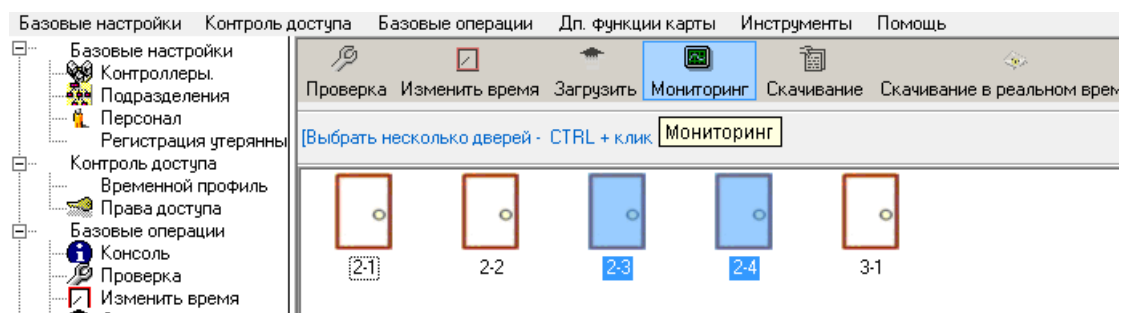 Базовые настройки Контроль доступа Базовые операции Дп. функции карты Инструменты Помощь
Базовые настройки
Контроллеры.
Подразделения
Персонал
Регистрация утерянны
Контроль доступа
Временной профиль
Права доступа
Базовые операции
Консоль
Проверка
Изменить время
Проверка Изменить время Загрузить Мониторинг Скачивание Скачивание в реальном врем
[Выбрать несколько дверей - CTRL + клик
Мониторинг
2-1 2-2 2-3 2-4 3-1